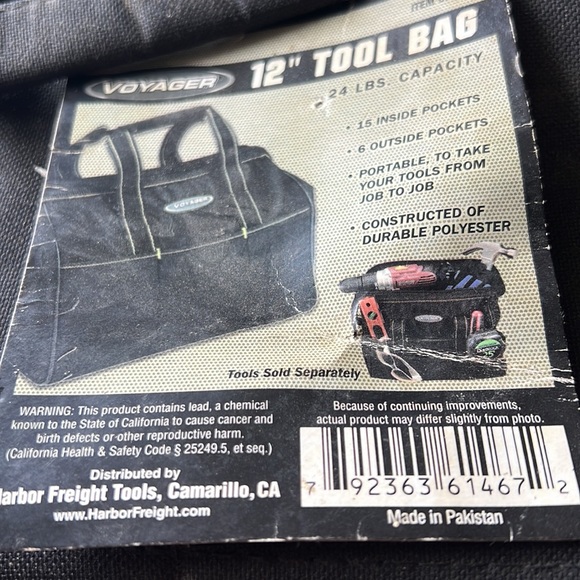 ITEM
VOYAGER
12" TOOL BAG
24 LBS. CAPACITY
• 15 INSIDE POCKETS
• 6 OUTSIDE POCKETS
• PORTABLE, TO TAKE
YOUR TOOLS FROM
JOB TO JOB
• CONSTRUCTED OF
DURABLE POLYESTER
VOYAGER
Tools Sold Separately
WARNING: This product contains lead, a chemical
known to the State of California to cause cancer and
birth defects or other reproductive harm.
(California Health & Safety Code § 25249.5, et seq.)
Distributed by
arbor Freight Tools, Camarillo, CA
www.HarborFreight.com
Because of continuing improvements,
actual product may differ slightly from photo.
7 92363 61467 2
Made in Pakistan